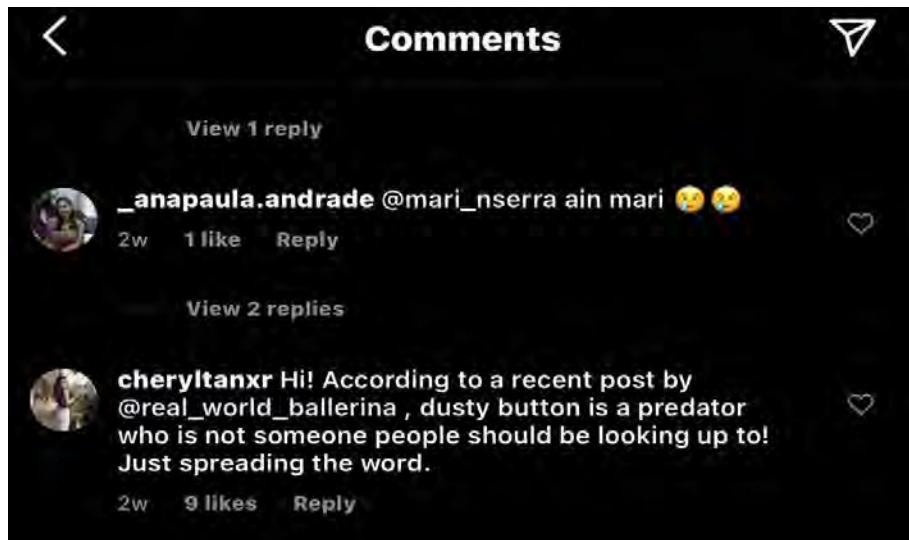 Comments
View 1 reply
_anapaula.andrade @mari_nserra ain mari 😢 😢
2w 1 like Reply
View 2 replies
cheryltanxr Hi! According to a recent post by
@real_world_ballerina , dusty button is a predator
who is not someone people should be looking up to!
Just spreading the word.
2w 9 likes Reply